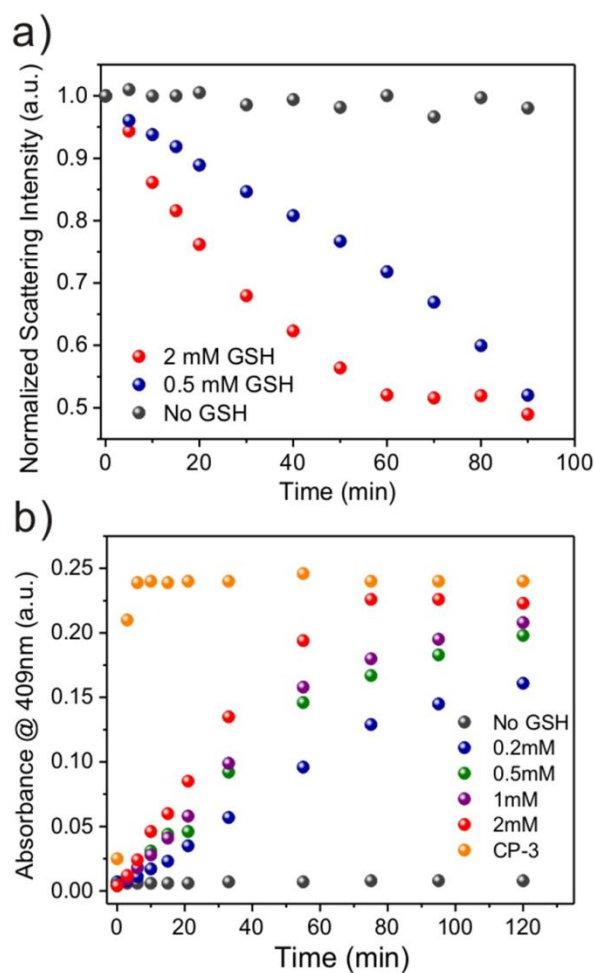 a)
Normalized Scattering Intensity (a.u.)
1.0
0.9
0.8
0.7
0.6
0.5
2 mM GSH
0.5 mM GSH
No GSH
0 20 40 60 80 100
Time (min)
b)
Absorbance @ 409nm (a.u.)
0.25
0.20
0.15
0.10
0.05
0.00
No GSH
0.2mM
0.5mM
1mM
2mM
CP-3
0 20 40 60 80 100 120
Time (min)